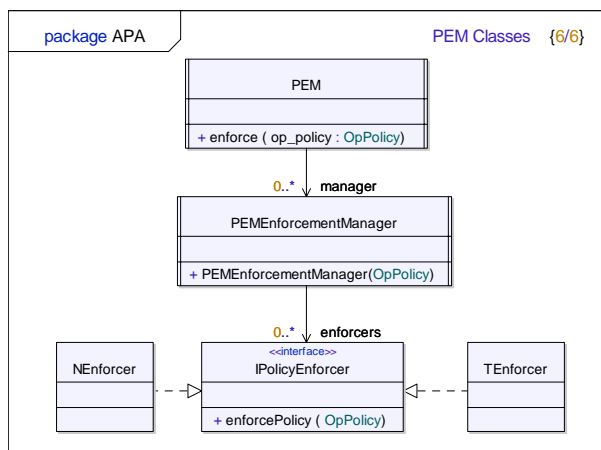 package APA
PEM Classes {6/6}
PEM
+ enforce ( op_policy : OpPolicy)
0..* manager
PEMEnforcementManager
+ PEMEnforcementManager(OpPolicy)
0..* enforcers
NEnforcer
<<interface>>
IPolicyEnforcer
+ enforcePolicy ( OpPolicy)
TEnforcer